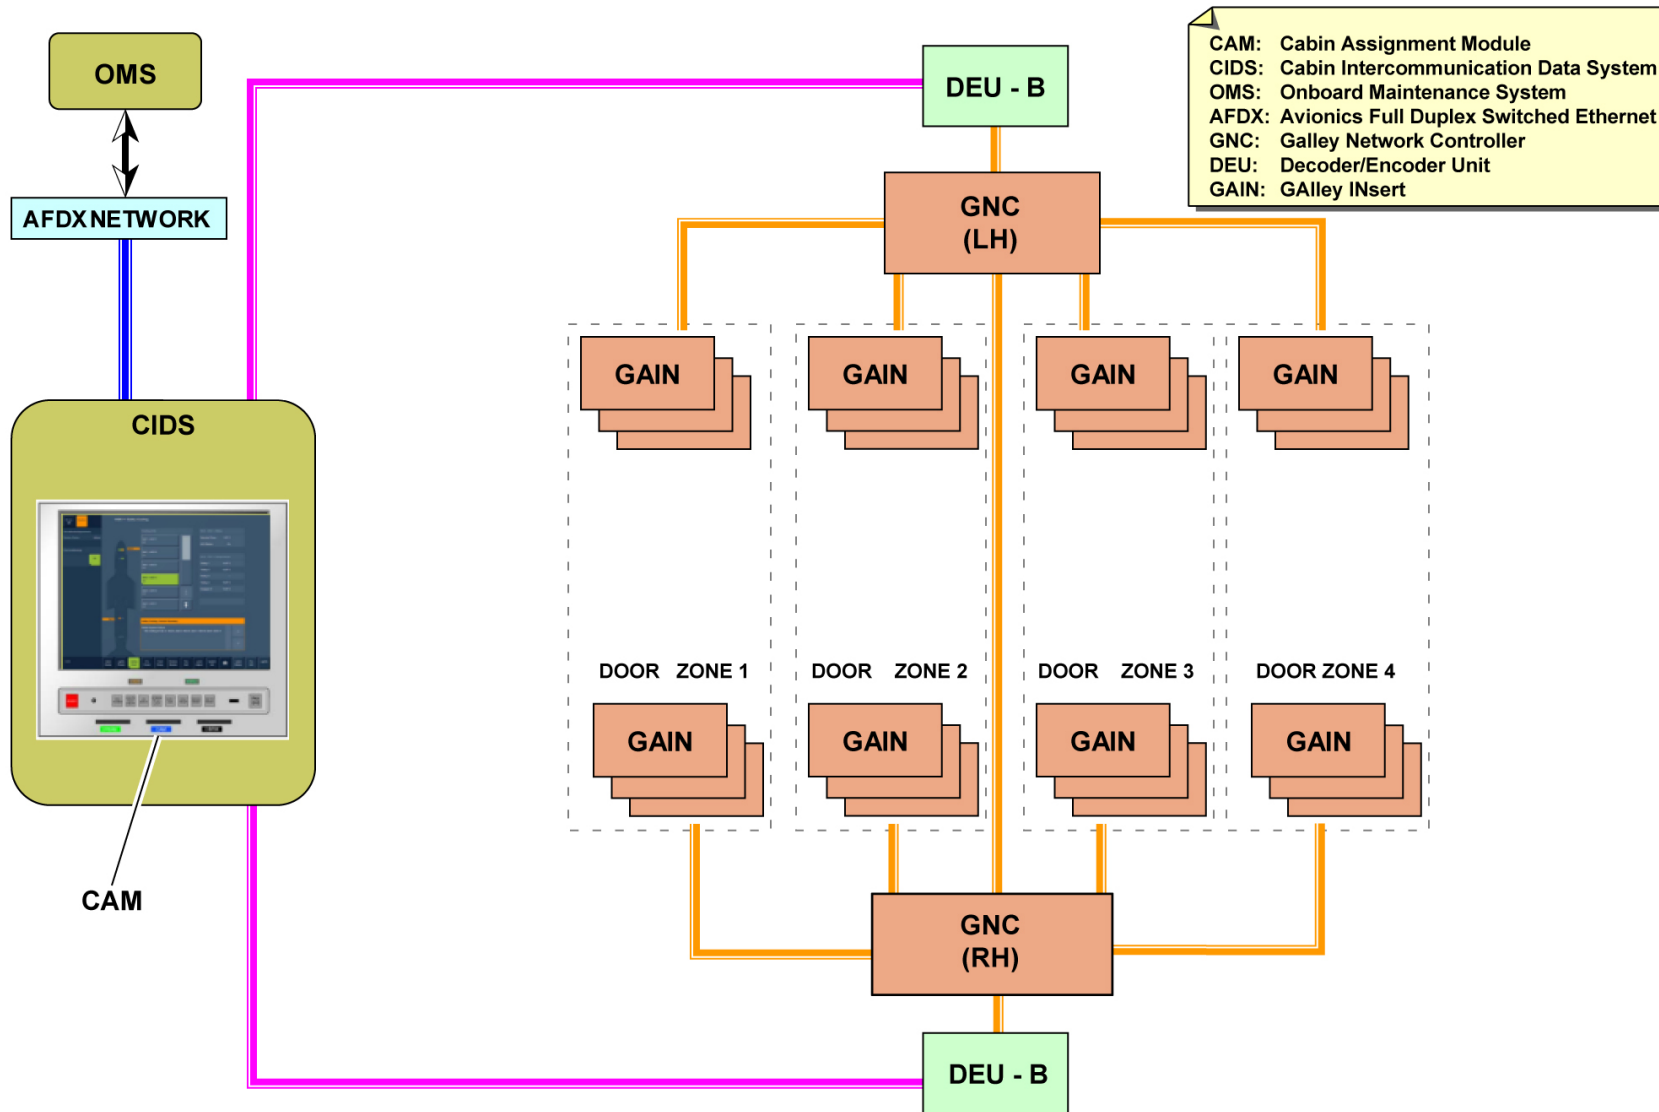 OMS
AFDX NETWORK
CIDS
CAM
DEU - B
GNC
(LH)
GAIN
GAIN
GAIN
GAIN
DOOR ZONE 1
DOOR ZONE 2
DOOR ZONE 3
DOOR ZONE 4
GAIN
GAIN
GAIN
GAIN
GNC
(RH)
DEU - B
CAM: Cabin Assignment Module
CIDS: Cabin Intercommunication Data System
OMS: Onboard Maintenance System
AFDX: Avionics Full Duplex Switched Ethernet
GNC: Galley Network Controller
DEU: Decoder/Encoder Unit
GAIN: GAlley INsert